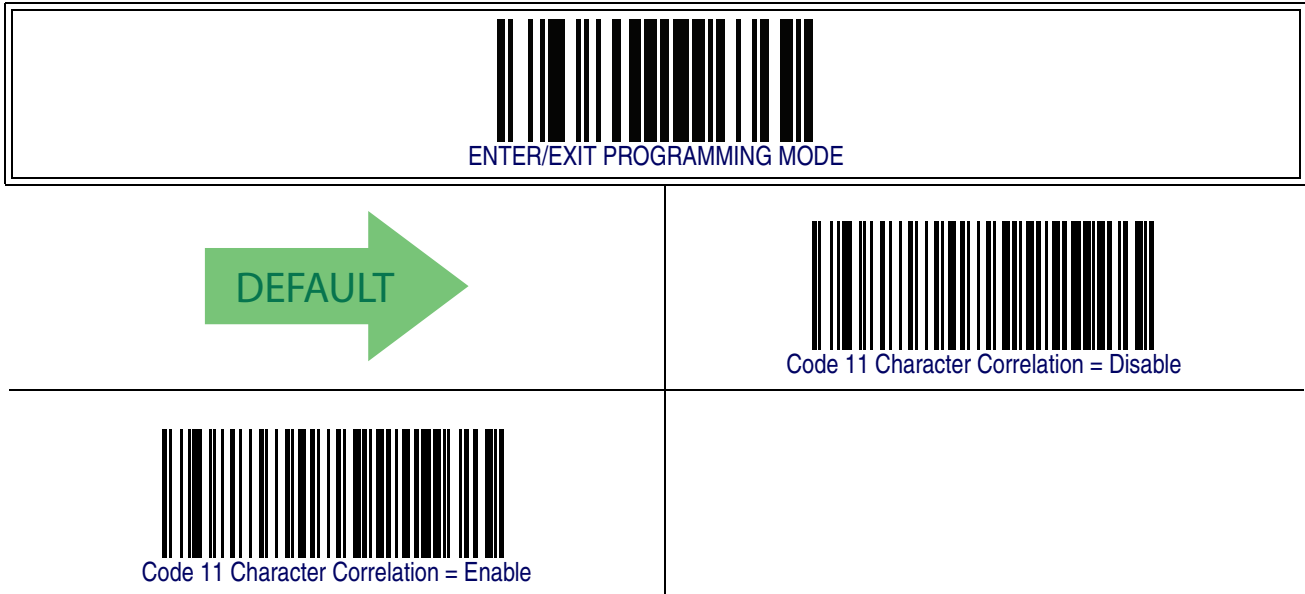 ENTER/EXIT PROGRAMMING MODE
DEFAULT
Code 11 Character Correlation = Disable
Code 11 Character Correlation = Enable